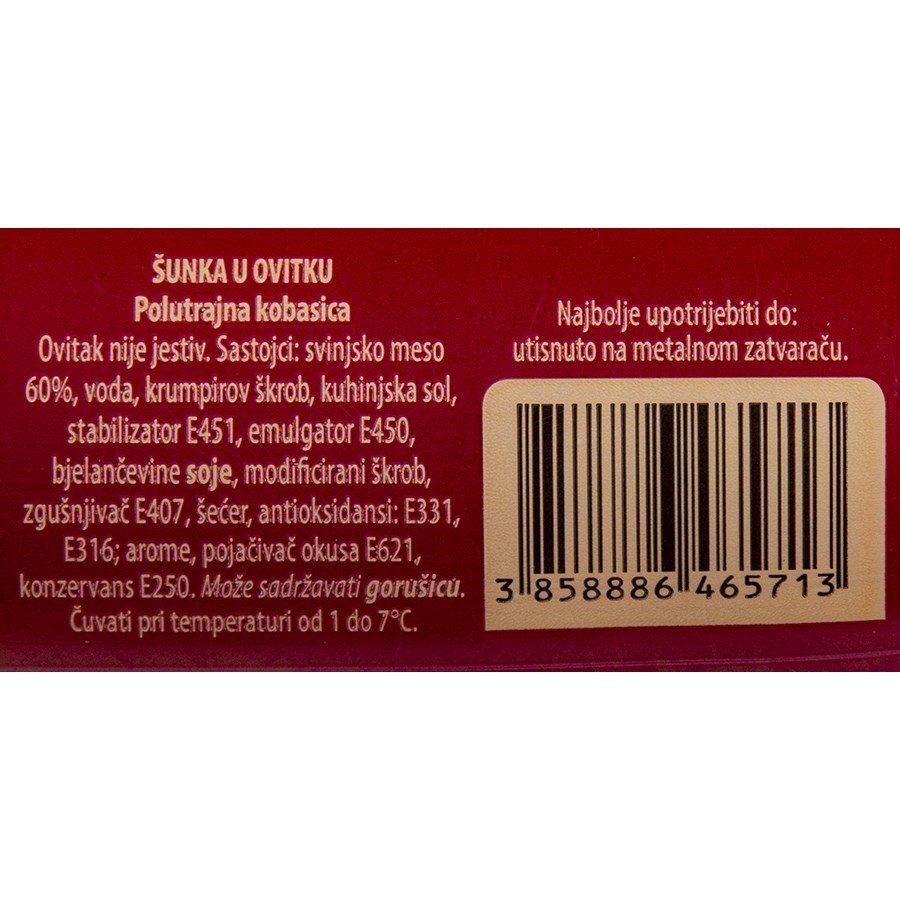 ŠUNKA U OVITKU
Polutrajna kobasica
Ovitak nije jestiv. Sastojci: svinjsko meso
60%, voda, krumpirov škrob, kuhinjska sol,
stabilizator E451, emulgator E450,
bjelančevine soje, modificirani škrob,
zgušnjivač E407, šećer, antioksidansi: E331,
E316; arome, pojačivač okusa E621,
konzervans E250. Može sadržavati gorušicu.
Čuvati pri temperaturi od 1 do 7°C.
Najbolje upotrijebiti do:
utisnuto na metalnom zatvaraču.
3 858886 465713